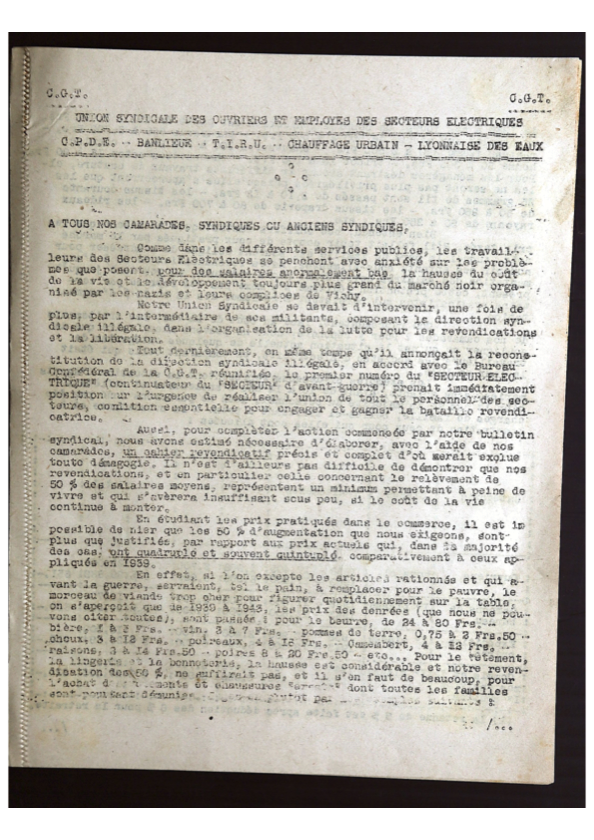 C.G.T.
C.G.T.
UNION SYNDICALE DES OUVRIERS ET EMPLOYES DES SECTEURS ELECTRIQUES
C.P.D.E. - BANLIEUE - T.I.R.U. - CHAUFFAGE URBAIN - LYONNAISE DES EAUX
A TOUS NOS CAMARADES, SYNDIQUES OU ANCIENS SYNDIQUES,
Comme dans les différents services publics, les travail-
leurs des Secteurs Electriques se penchent avec anxiété sur les problè-
mes que posent, pour des salaires anormalement bas, la hausse du coût
de la vie et le développement toujours plus grand du marché noir orga-
nisé par les nazis et leurs complices de Vichy.
Notre Union Syndicale se devait d'intervenir, une fois de
plus, par l'intermédiaire de ses militants, composant la direction syn-
dicale illégale, dans l'organisation de la lutte pour les revendications
et la libération.
Tout dernièrement, en même temps qu'il annonçait la recons-
titution de la direction syndicale illégale, en accord avec le Bureau
Confédéral de la C.G.T. réunifiée, le premier numéro du "SECTEUR ELEC-
TRIQUE" (continuateur du "SECTEUR" d'avant-guerre) prenait immédiatement
position sur l'urgence de réaliser l'union de tout le personnel des sec-
teurs, condition essentielle pour engager et gagner la bataille revendi-
catrice.
Aussi, pour compléter l'action commencée par notre bulletin
syndical, nous avons estimé nécessaire d'élaborer, avec l'aide de nos
camarades, un cahier revendicatif précis et complet d'où serait exclue
toute démagogie. Il n'est d'ailleurs pas difficile de démontrer que nos
revendications, et en particulier celle concernant le relèvement de
50 % des salaires moyens, représentent un minimum permettant à peine de
vivre et qui s'avèrera insuffisant sous peu, si le coût de la vie
continue à monter.
En étudiant les prix pratiqués dans le commerce, il est im
possible de nier que les 50 % d'augmentation que nous exigeons, sont
plus que justifiés, par rapport aux prix actuels qui, dans la majorité
des cas, ont quadruplé et souvent quintuplé comparativement à ceux ap-
pliqués en 1939.
En effet, si l'on excepte les articles rationnés et qui a-
vant la guerre, servaient, tel le pain, à remplacer pour le pauvre, le
morceau de viande trop cher pour figurer quotidiennement sur la table,
on s'aperçoit que de 1939 à 1943, les prix des denrées (que nous ne pou-
vons citer toutes), sont passés : pour le beurre, de 24 à 80 Frs. -
bière, 1 à 3 Frs. - vin, 3 à 7 Frs. - pommes de terre, 0,75 à 2 Frs.50 -
choux, 3 à 12 Frs. - poireaux, 4 à 18 Frs. - Camembert, 4 à 13 Frs. -
raisons, 3 à 14 Frs.50 - poires 8 à 20 Frs.50 - etc... Pour le vêtement,
la lingerie et la bonneterie, la hausse est considérable et notre reven-
dication des 50 %, ne suffirait pas, et il s'en faut de beaucoup, pour
l'achat de vêtements et chaussures dont toutes les familles
sont pourtant démunies suivants :
/...